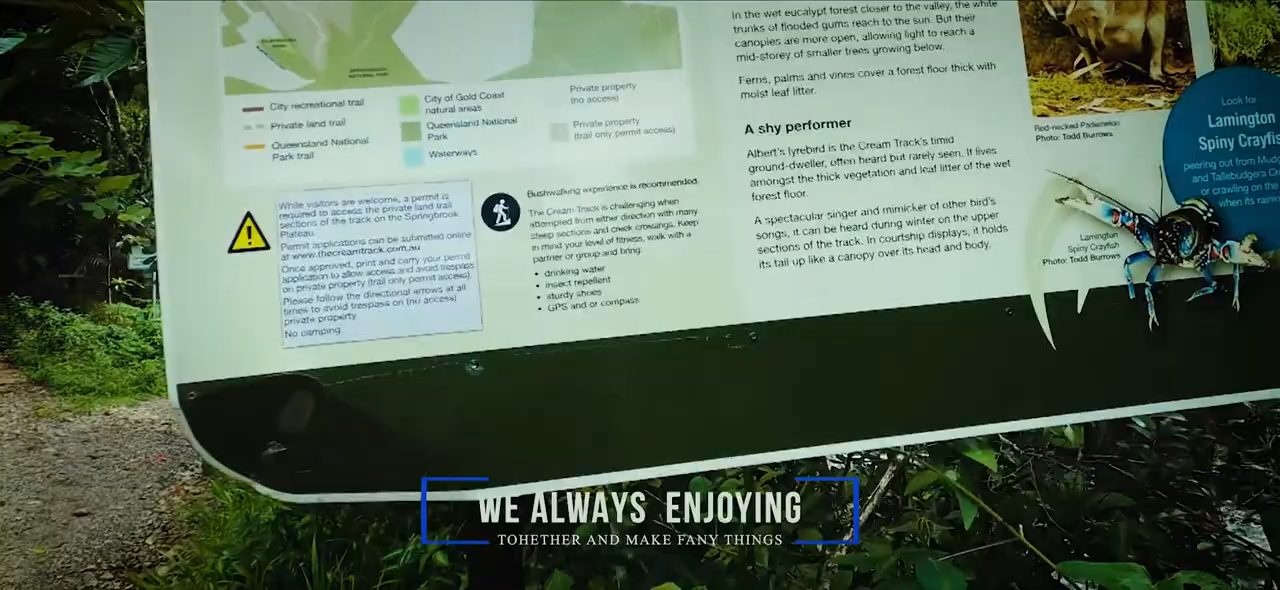 SPRINGBROOK
NATIONAL PARK
City recreational trail
Private land trail
Queensland National
Park trail
City of Gold Coast
natural areas
Queensland National
Park
Waterways
Private property
(no access)
Private property
(trail only permit access)
While visitors are welcome, a permit is
required to access the private land trail
sections of the track on the Springbrook
Plateau.
Permit applications can be submitted online
at www.thecreamtrack.com.au
Once approved, print and carry your permit
application to allow access and avoid trespass
on private property (trail only permit access).
Please follow the directional arrows at all
times to avoid trespass on (no access)
private property
No camping
Bushwalking experience is recommended.
The Cream Track is challenging when
attempted from either direction with many
steep sections and creek crossings. Keep
in mind your level of fitness, walk with a
partner or group and bring:
• drinking water
• insect repellent
• sturdy shoes
• GPS and or compass
In the wet eucalypt forest closer to the valley, the white
trunks of flooded gums reach to the sun. But their
canopies are more open, allowing light to reach a
mid-storey of smaller trees growing below.
Ferns, palms and vines cover a forest floor thick with
moist leaf litter.
A shy performer
Albert's lyrebird is the Cream Track's timid
ground-dweller, often heard but rarely seen. It lives
amongst the thick vegetation and leaf litter of the wet
forest floor.
A spectacular singer and mimicker of other bird's
songs, it can be heard during winter on the upper
sections of the track. In courtship displays, it holds
its tail up like a canopy over its head and body.
Red-necked Pademelon
Photo: Todd Burrows
Look for
Lamington
Spiny Crayfis
peering out from Mudg
and Tallebudgera Cr
or crawling on the
when its raini
Lamington
Spiny Crayfish
Photo: Todd Burrows
WE ALWAYS ENJOYING
TOHETHER AND MAKE FANY THINGS